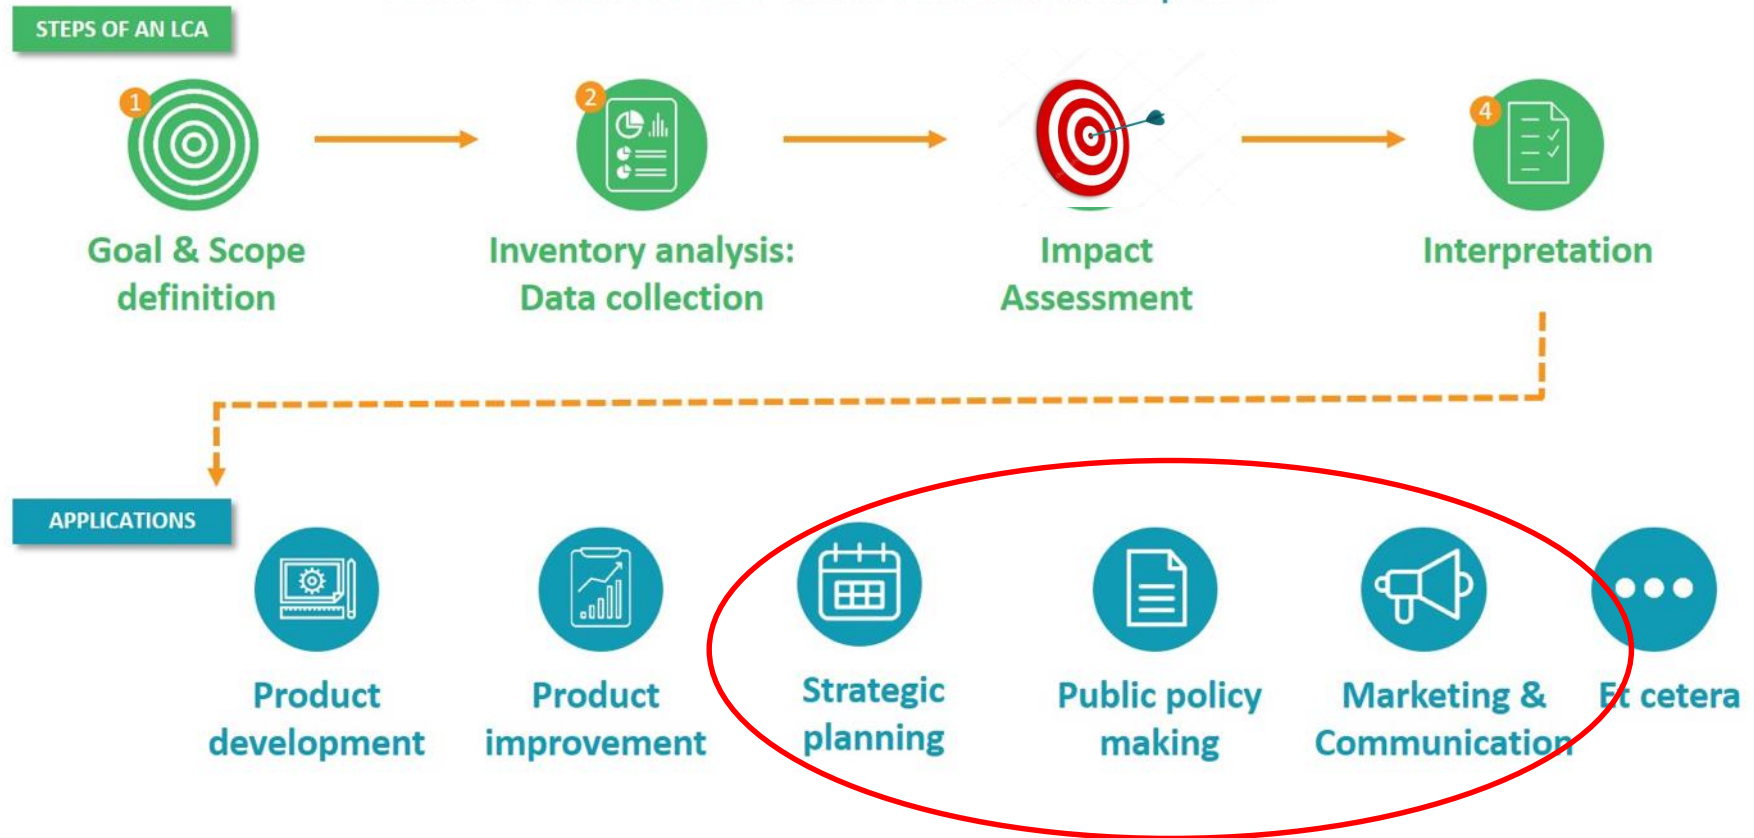 STEPS OF AN LCA
1
2
4
Goal & Scope
definition
Inventory analysis:
Data collection
Impact
Assessment
Interpretation
APPLICATIONS
Product
development
Product
improvement
Strategic
planning
Public policy
making
Marketing &
Communication
Et cetera